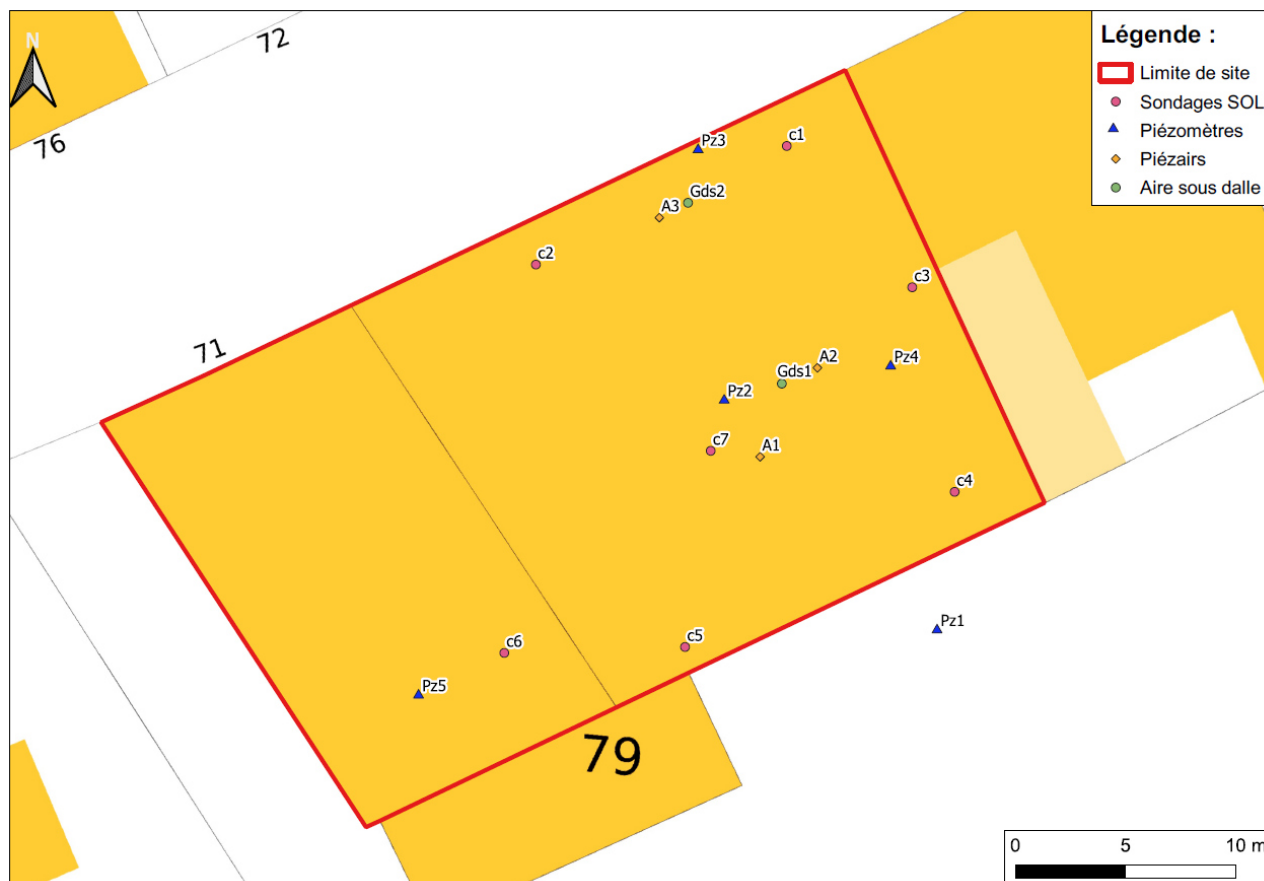 N
72
76
71
79
Pz3
c1
Gds2
A3
c2
c3
A2
Pz4
Gds1
Pz2
c7
A1
c4
Pz1
c5
c6
Pz5
Légende :
Limite de site
Sondages SOL
Piézomètres
Piézairs
Aire sous dalle
0 5 10 m